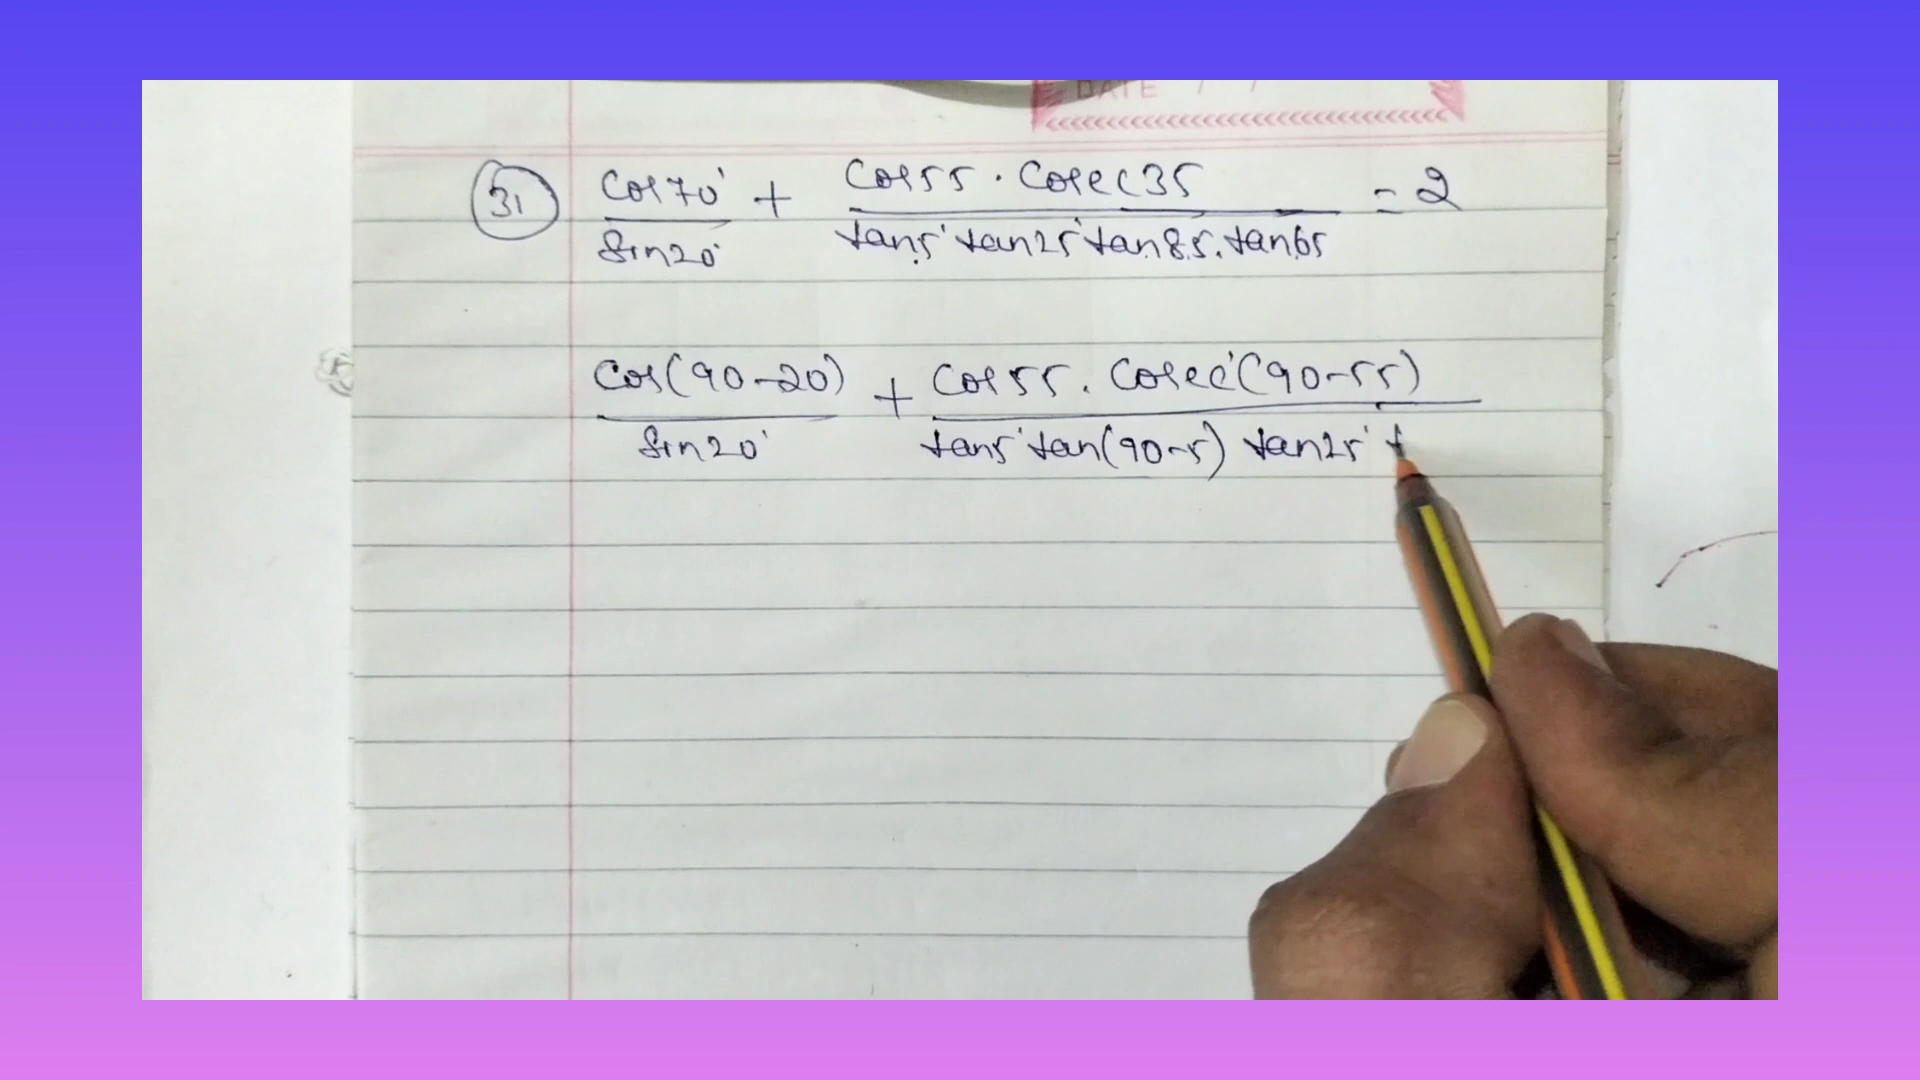 DATE / /
31 cos70° + cos55 . cosec35 = 2
sin20° tan5° tan25° tan85. tan65
cos(90-20) + cos55. cosec(90-55)
sin20° tan5° tan(90-5) tan25° t